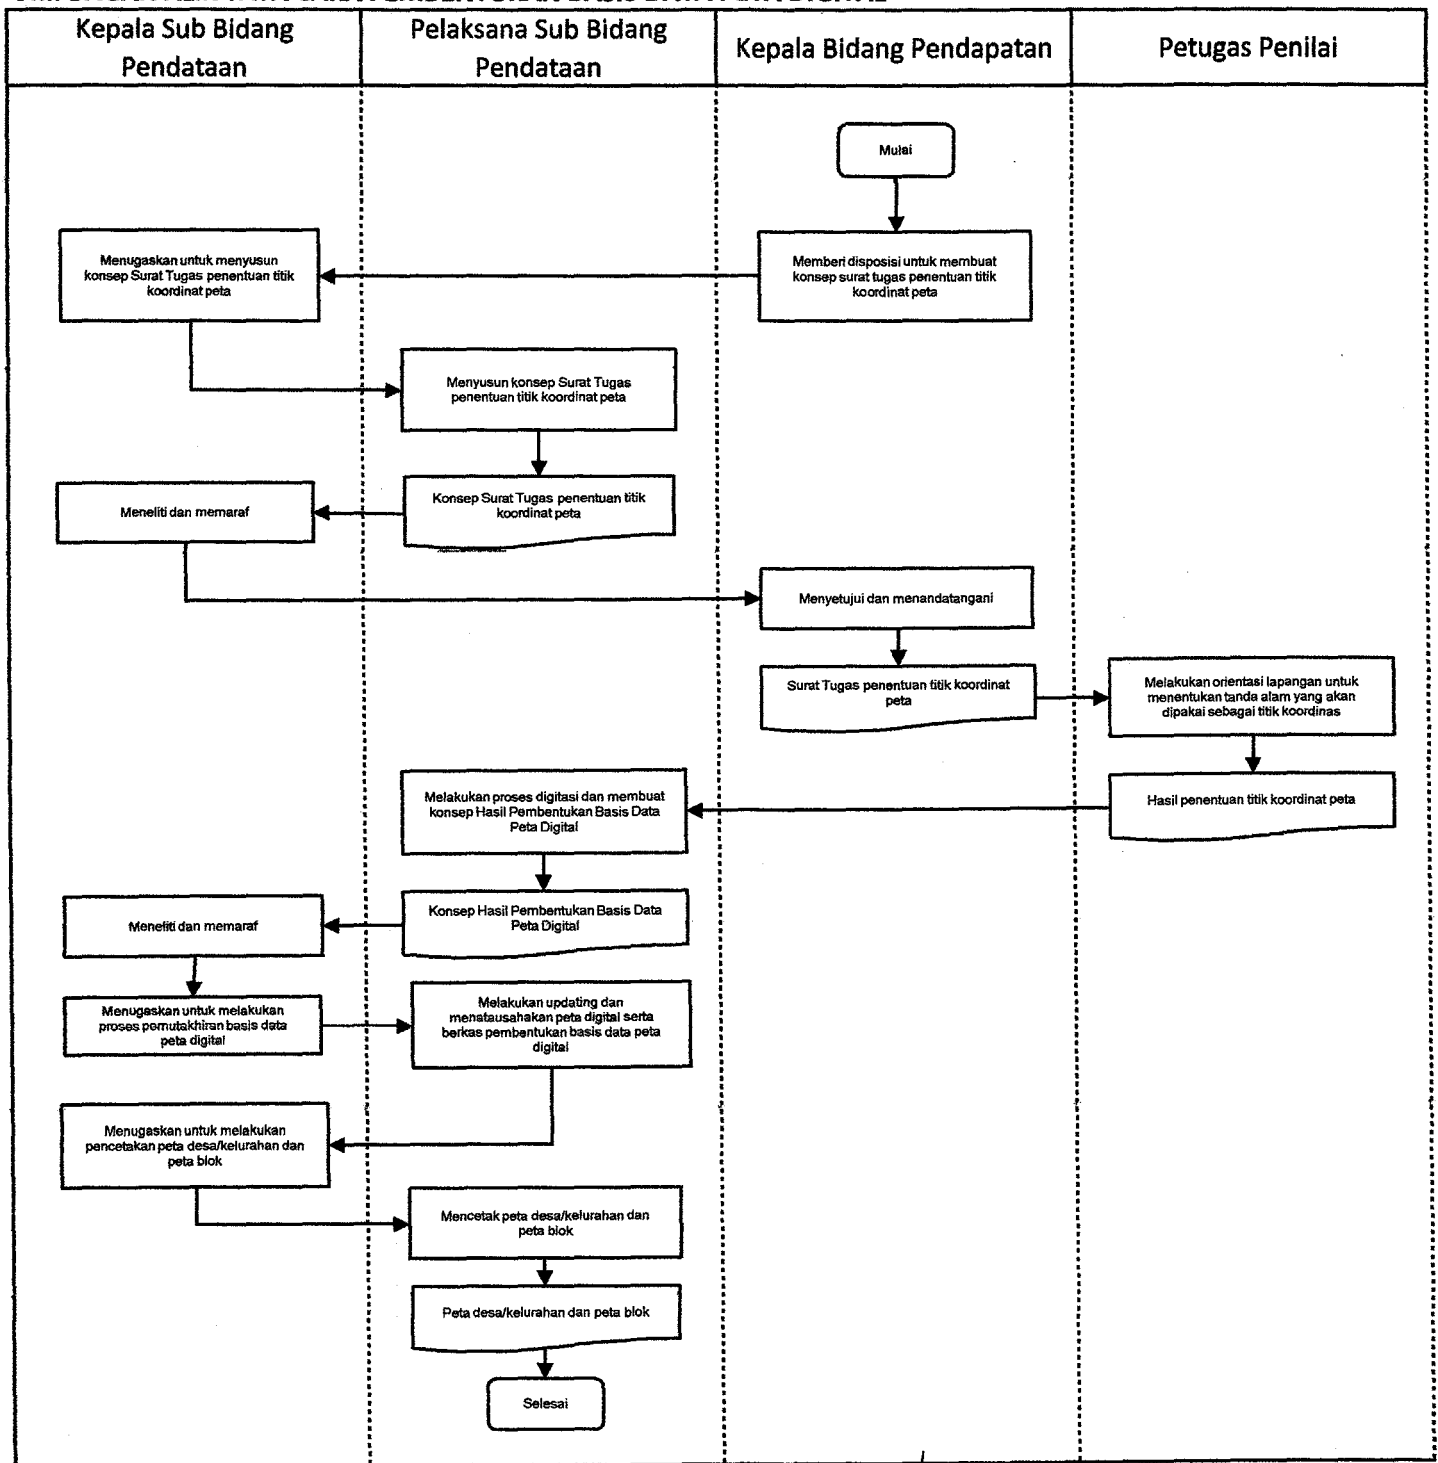 Kepala Sub Bidang
Pendataan
Pelaksana Sub Bidang
Pendataan
Kepala Bidang Pendapatan
Petugas Penilai
Mulai
Memberi disposisi untuk membuat
konsep surat tugas penentuan titik
koordinat peta
Menugaskan untuk menyusun
konsep Surat Tugas penentuan titik
koordinat peta
Menyusun konsep Surat Tugas
penentuan titik koordinat peta
Konsep Surat Tugas penentuan titik
koordinat peta
Meneliti dan memaraf
Menyetujui dan menandatangani
Surat Tugas penentuan titik koordinat
peta
Melakukan orientasi lapangan untuk
menentukan tanda alam yang akan
dipakai sebagai titik koordinas
Hasil penentuan titik koordinat peta
Melakukan proses digitasi dan membuat
konsep Hasil Pembentukan Basis Data
Peta Digital
Konsep Hasil Pembentukan Basis Data
Peta Digital
Meneliti dan memaraf
Menugaskan untuk melakukan
proses pemutakhiran basis data
peta digital
Melakukan updating dan
menatausahakan peta digital serta
berkas pembentukan basis data peta
digital
Menugaskan untuk melakukan
pencetakan peta desa/kelurahan dan
peta blok
Mencetak peta desa/kelurahan dan
peta blok
Peta desa/kelurahan dan peta blok
Selesai